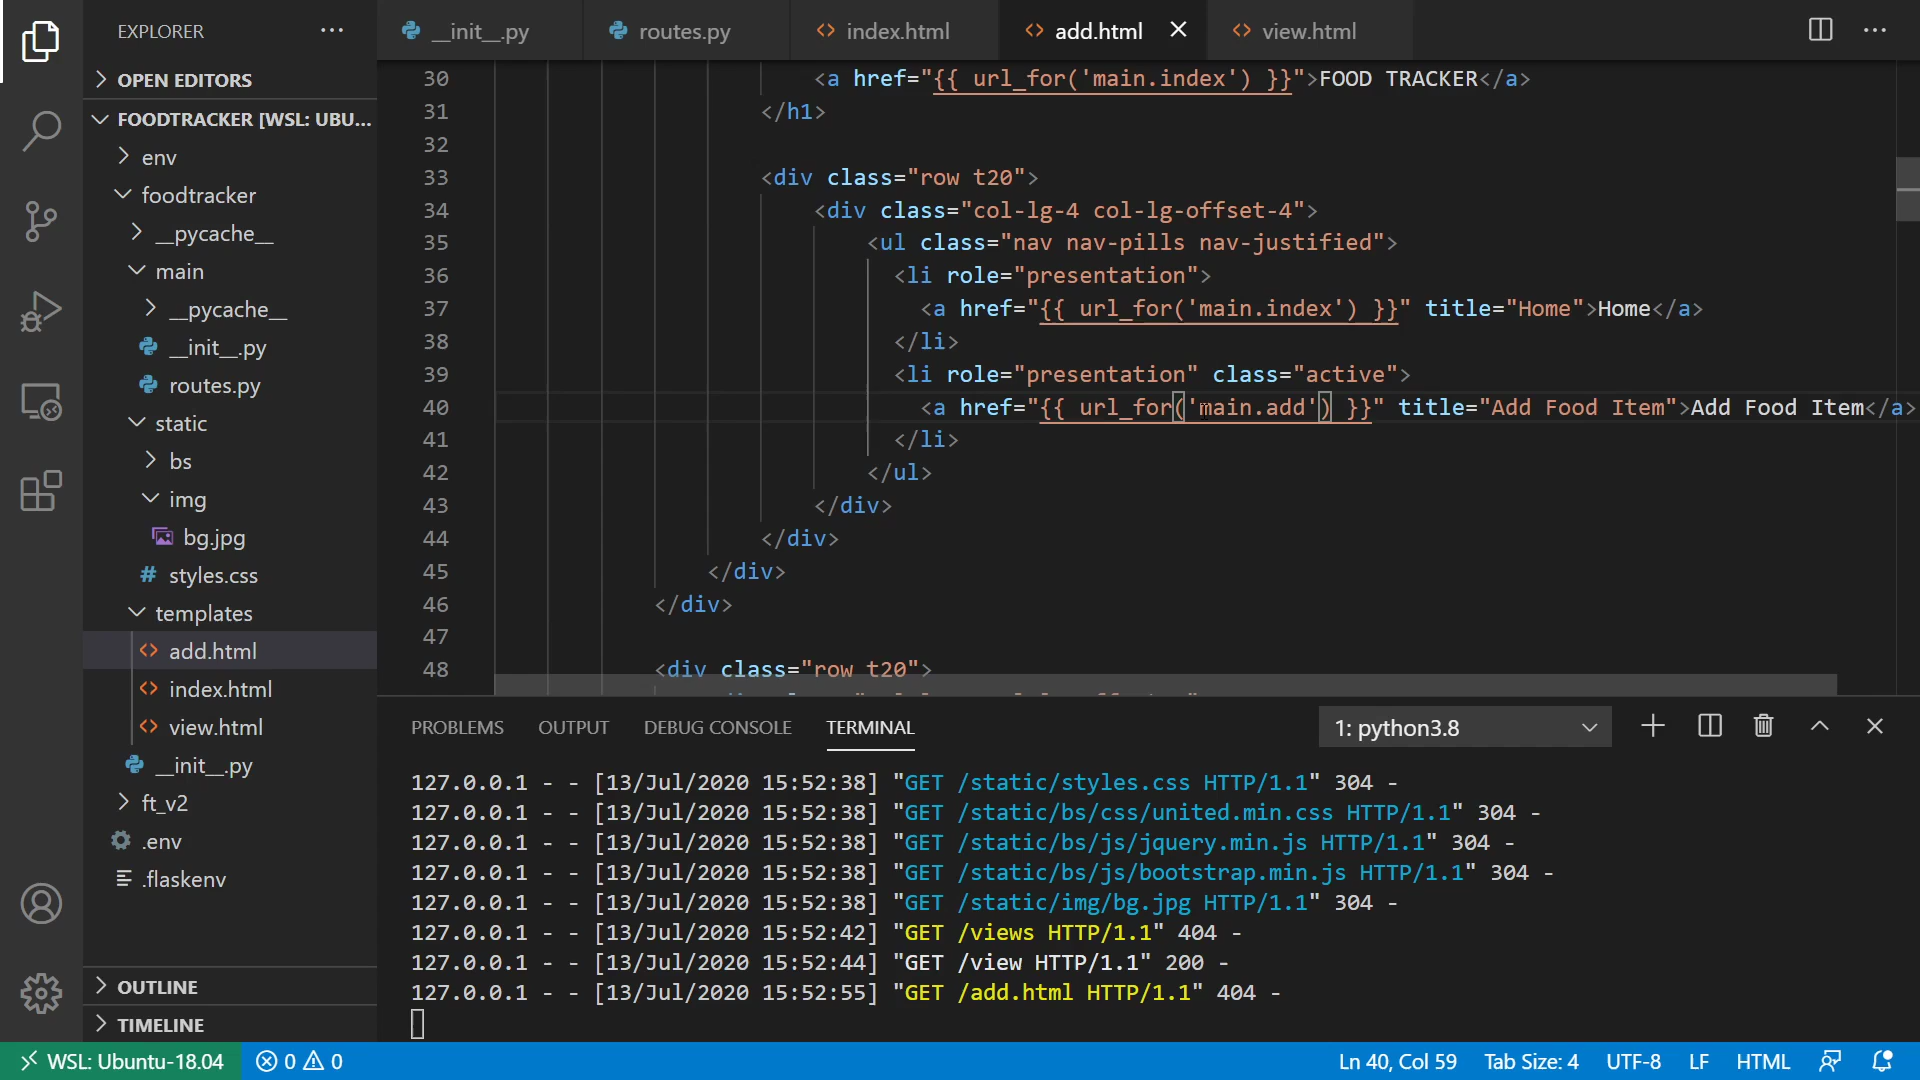 EXPLORER
OPEN EDITORS
FOODTRACKER [WSL: UBU...
env
foodtracker
__pycache__
main
__pycache__
__init__.py
routes.py
static
bs
img
bg.jpg
styles.css
templates
add.html
index.html
view.html
__init__.py
ft_v2
.env
.flaskenv
OUTLINE
TIMELINE
__init__.py routes.py index.html add.html view.html
30 <a href="{{ url_for('main.index') }}">FOOD TRACKER</a>
31 </h1>
32
33 <div class="row t20">
34 <div class="col-lg-4 col-lg-offset-4">
35 <ul class="nav nav-pills nav-justified">
36 <li role="presentation">
37 <a href="{{ url_for('main.index') }}" title="Home">Home</a>
38 </li>
39 <li role="presentation" class="active">
40 <a href="{{ url_for('main.add') }}" title="Add Food Item">Add Food Item</a>
41 </li>
42 </ul>
43 </div>
44 </div>
45 </div>
46 </div>
47
48 <div class="row t20">
PROBLEMS OUTPUT DEBUG CONSOLE TERMINAL 1: python3.8
127.0.0.1 - - [13/Jul/2020 15:52:38] "GET /static/styles.css HTTP/1.1" 304 -
127.0.0.1 - - [13/Jul/2020 15:52:38] "GET /static/bs/css/united.min.css HTTP/1.1" 304 -
127.0.0.1 - - [13/Jul/2020 15:52:38] "GET /static/bs/js/jquery.min.js HTTP/1.1" 304 -
127.0.0.1 - - [13/Jul/2020 15:52:38] "GET /static/bs/js/bootstrap.min.js HTTP/1.1" 304 -
127.0.0.1 - - [13/Jul/2020 15:52:38] "GET /static/img/bg.jpg HTTP/1.1" 304 -
127.0.0.1 - - [13/Jul/2020 15:52:42] "GET /views HTTP/1.1" 404 -
127.0.0.1 - - [13/Jul/2020 15:52:44] "GET /view HTTP/1.1" 200 -
127.0.0.1 - - [13/Jul/2020 15:52:55] "GET /add.html HTTP/1.1" 404 -
WSL: Ubuntu-18.04 0 0 Ln 40, Col 59 Tab Size: 4 UTF-8 LF HTML